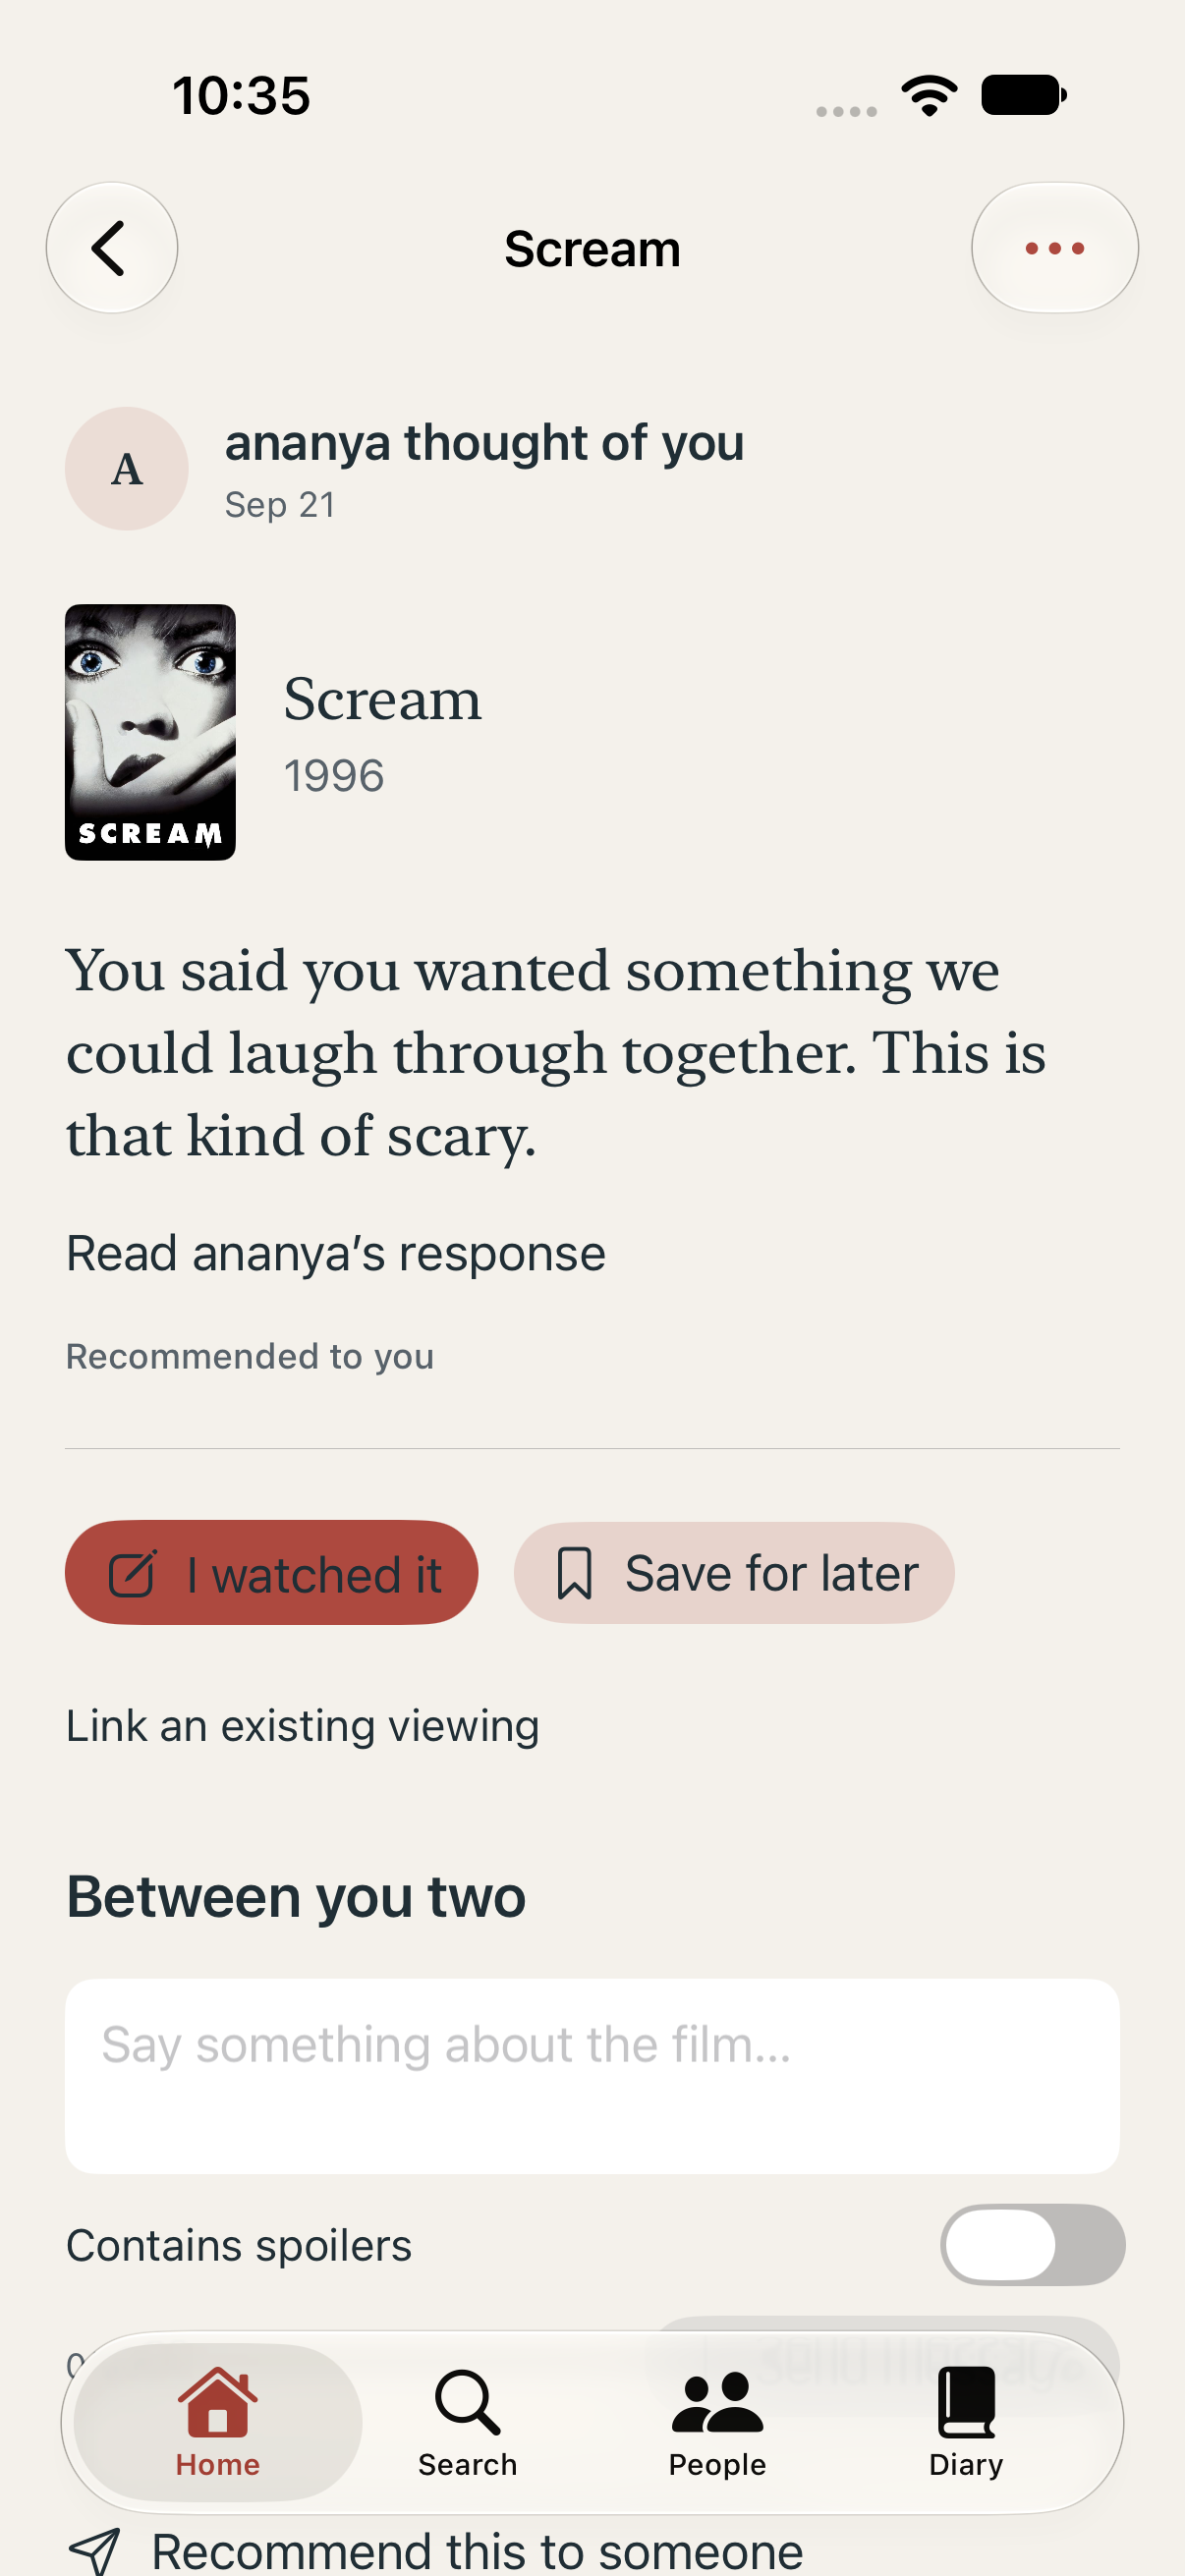 10:35
Scream
A
ananya thought of you
Sep 21
SCREAM
Scream
1996
You said you wanted something we
could laugh through together. This is
that kind of scary.
Read ananya’s response
Recommended to you
I watched it
Save for later
Link an existing viewing
Between you two
Say something about the film...
Contains spoilers
Home
Search
People
Diary
Recommend this to someone